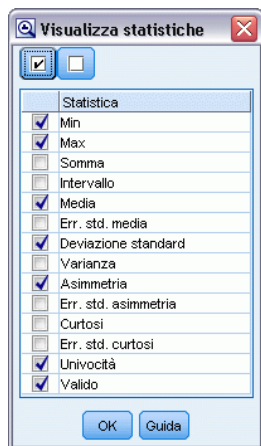 Visualizza statistiche
Statistica
Min
Max
Somma
Intervallo
Media
Err. std. media
Deviazione standard
Varianza
Asimmetria
Err. std. asimmetria
Curtosi
Err. std. curtosi
Univocità
Valido
OK Guida